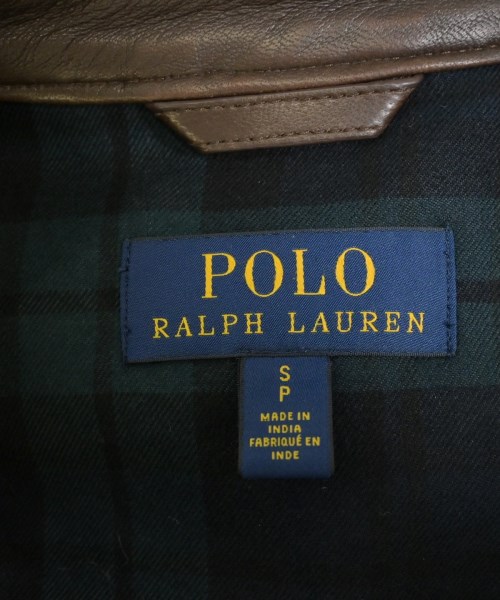 POLO
RALPH LAUREN
S
P
MADE IN
INDIA
FABRIQUÉ EN
INDE